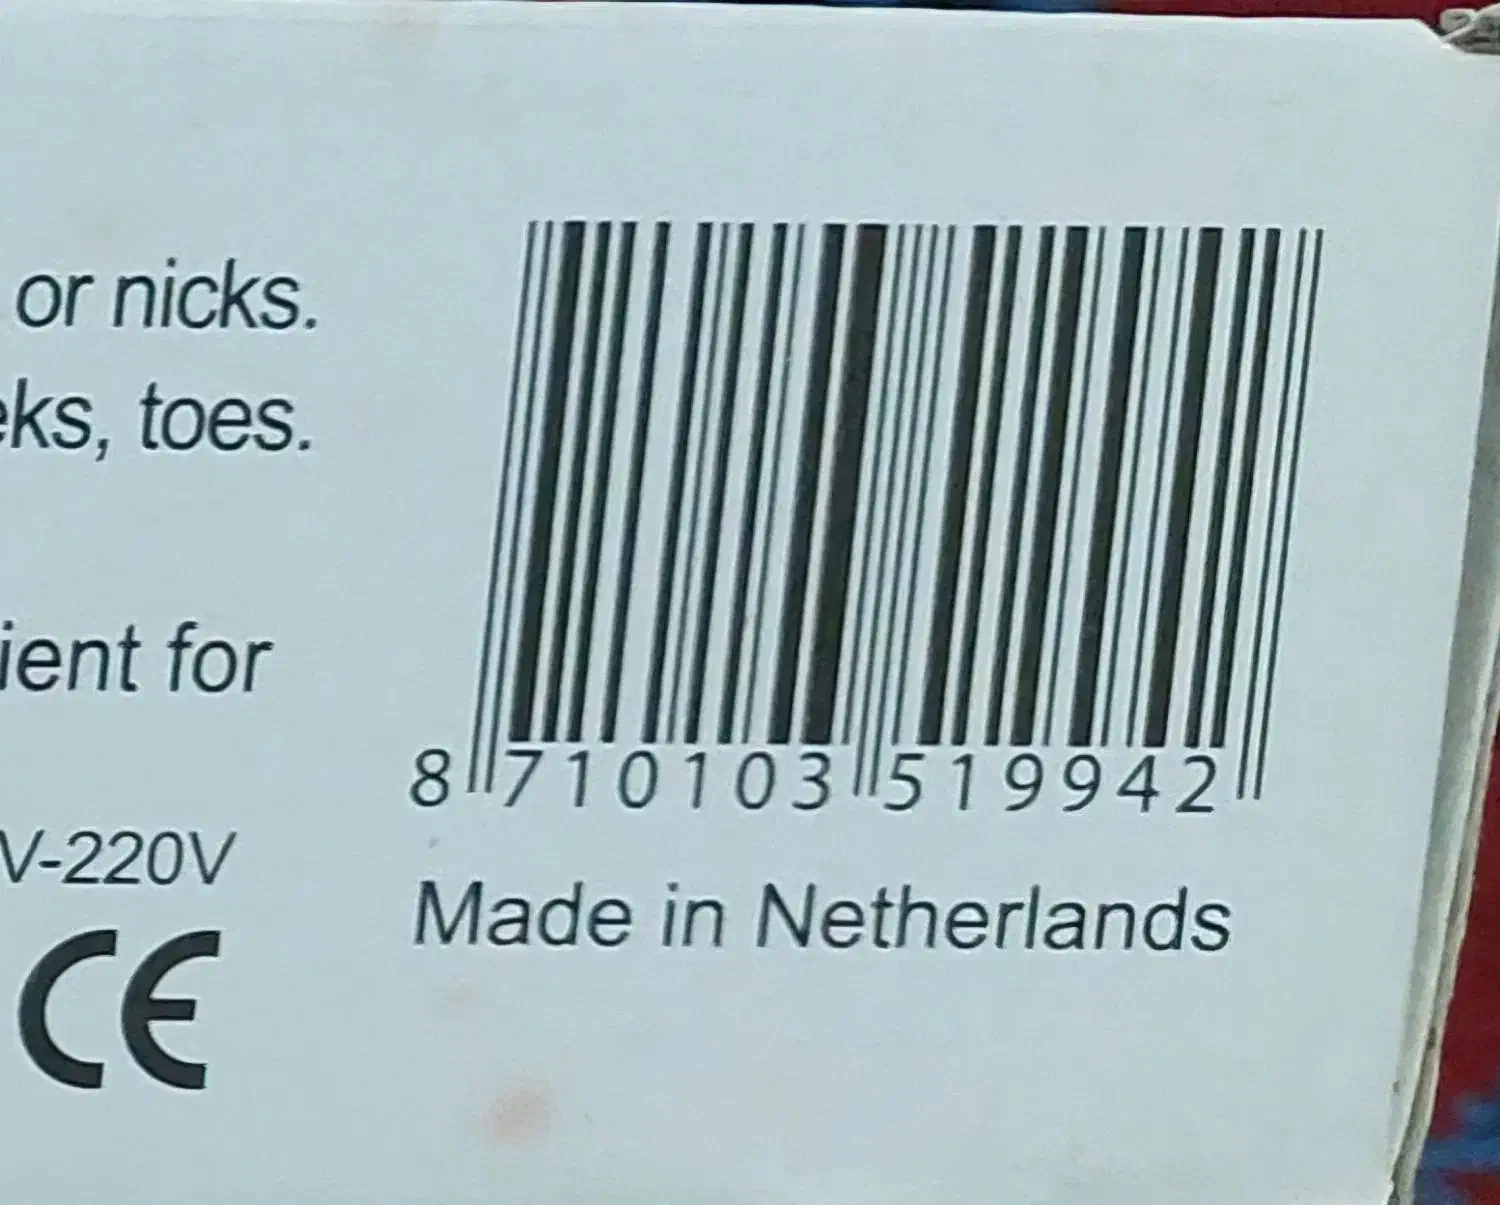 or nicks.
eks, toes.
ient for
8 710103 519942
V-220V
Made in Netherlands
CE